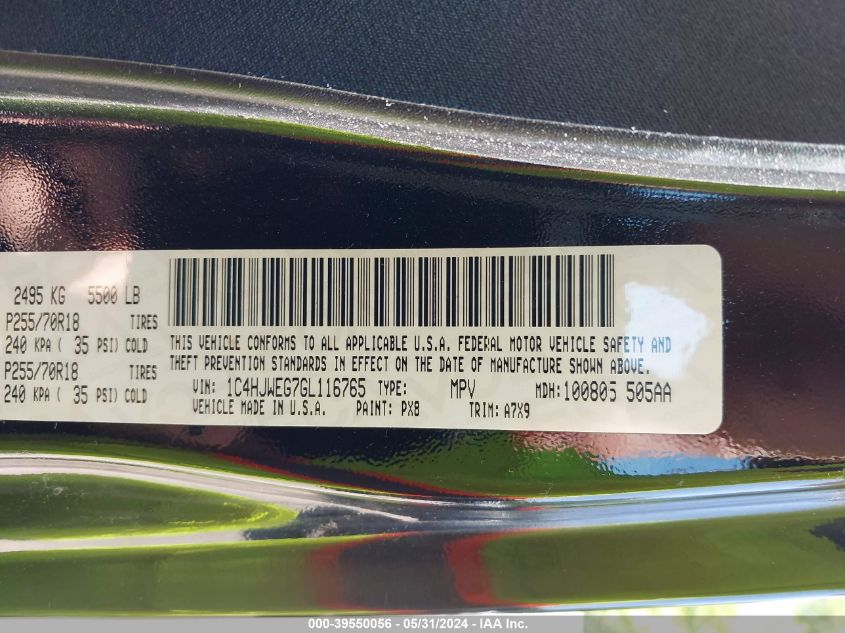 2495 KG 5500 LB
P255/70R18 TIRES
240 KPA ( 35 PSI) COLD
P255/70R18 TIRES
240 KPA ( 35 PSI) COLD
THIS VEHICLE CONFORMS TO ALL APPLICABLE U.S.A. FEDERAL MOTOR VEHICLE SAFETY AND
THEFT PREVENTION STANDARDS IN EFFECT ON THE DATE OF MANUFACTURE SHOWN ABOVE.
VIN: 1C4HJWEG7GL116765 TYPE: MPV MDH:100805 505AA
VEHICLE MADE IN U.S.A. PAINT: PX8 TRIM: A7X9
000-39550056 - 05/31/2024 - IAA Inc.